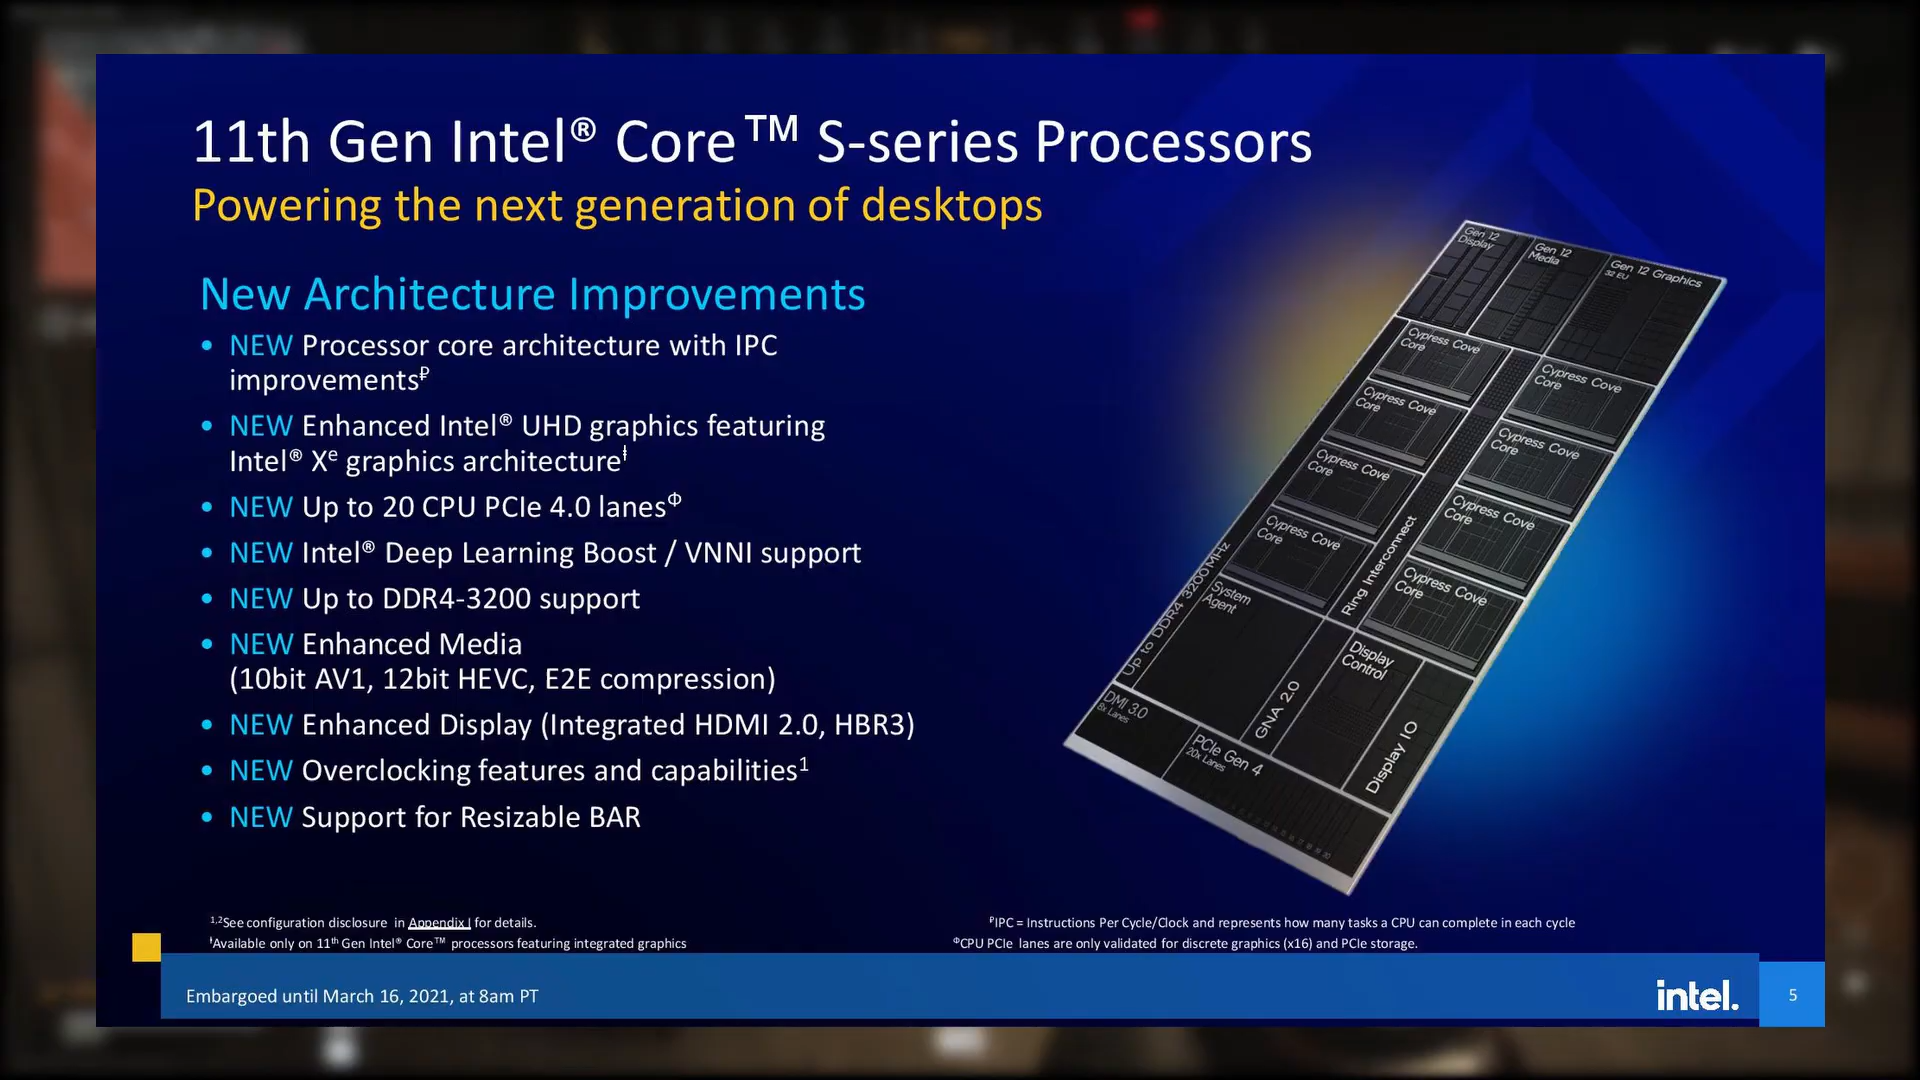 11th Gen Intel® Core™ S-series Processors
Powering the next generation of desktops
New Architecture Improvements
• NEW Processor core architecture with IPC
improvements₽
• NEW Enhanced Intel® UHD graphics featuring
Intel® Xe graphics architectureƗ
• NEW Up to 20 CPU PCIe 4.0 lanesΦ
• NEW Intel® Deep Learning Boost / VNNI support
• NEW Up to DDR4-3200 support
• NEW Enhanced Media
(10bit AV1, 12bit HEVC, E2E compression)
• NEW Enhanced Display (Integrated HDMI 2.0, HBR3)
• NEW Overclocking features and capabilities1
• NEW Support for Resizable BAR
Gen 12
Display
Gen 12
Media
Gen 12 Graphics
32 EU
Cypress Cove
Core
Cypress Cove
Core
Cypress Cove
Core
Cypress Cove
Core
Cypress Cove
Core
Cypress Cove
Core
Cypress Cove
Core
Cypress Cove
Core
Ring Interconnect
Up to DDR4 3200MHz
System
Agent
GNA 2.0
Display
Control
Display IO
DMI 3.0
8x Lanes
PCIe Gen 4
20x Lanes
1,2See configuration disclosure in Appendix I for details.
ƗAvailable only on 11th Gen Intel® Core™ processors featuring integrated graphics
₽IPC = Instructions Per Cycle/Clock and represents how many tasks a CPU can complete in each cycle
ΦCPU PCIe lanes are only validated for discrete graphics (x16) and PCIe storage.
Embargoed until March 16, 2021, at 8am PT
intel.
5